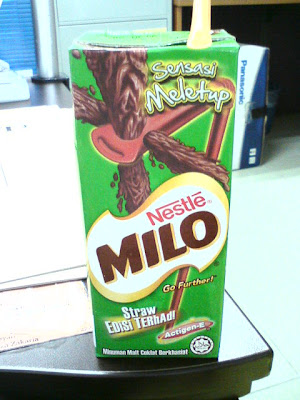 Sensasi
Meletup
Panasonic
Nestlé
MILO
Go Further!
Straw
EDISI TERHAD!
Actigen-E
Minuman Malt Coklat Berkhasiat